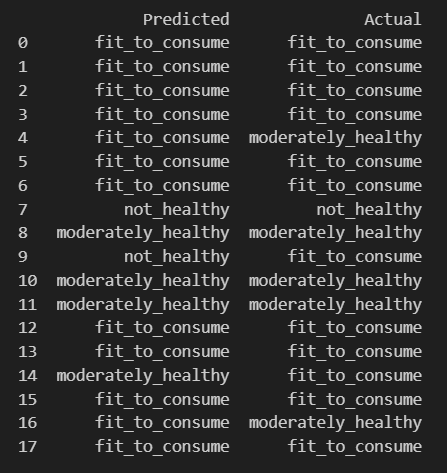 Predicted Actual
0 fit_to_consume fit_to_consume
1 fit_to_consume fit_to_consume
2 fit_to_consume fit_to_consume
3 fit_to_consume fit_to_consume
4 fit_to_consume moderately_healthy
5 fit_to_consume fit_to_consume
6 fit_to_consume fit_to_consume
7 not_healthy not_healthy
8 moderately_healthy moderately_healthy
9 not_healthy fit_to_consume
10 moderately_healthy moderately_healthy
11 moderately_healthy moderately_healthy
12 fit_to_consume fit_to_consume
13 fit_to_consume fit_to_consume
14 moderately_healthy fit_to_consume
15 fit_to_consume fit_to_consume
16 fit_to_consume moderately_healthy
17 fit_to_consume fit_to_consume